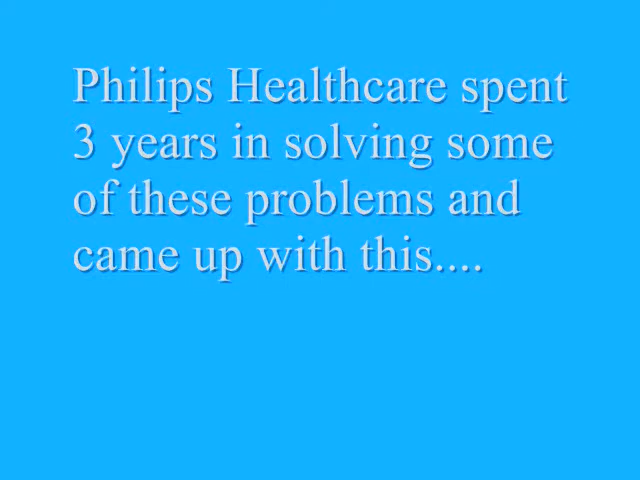 Philips Healthcare spent
3 years in solving some
of these problems and
came up with this....